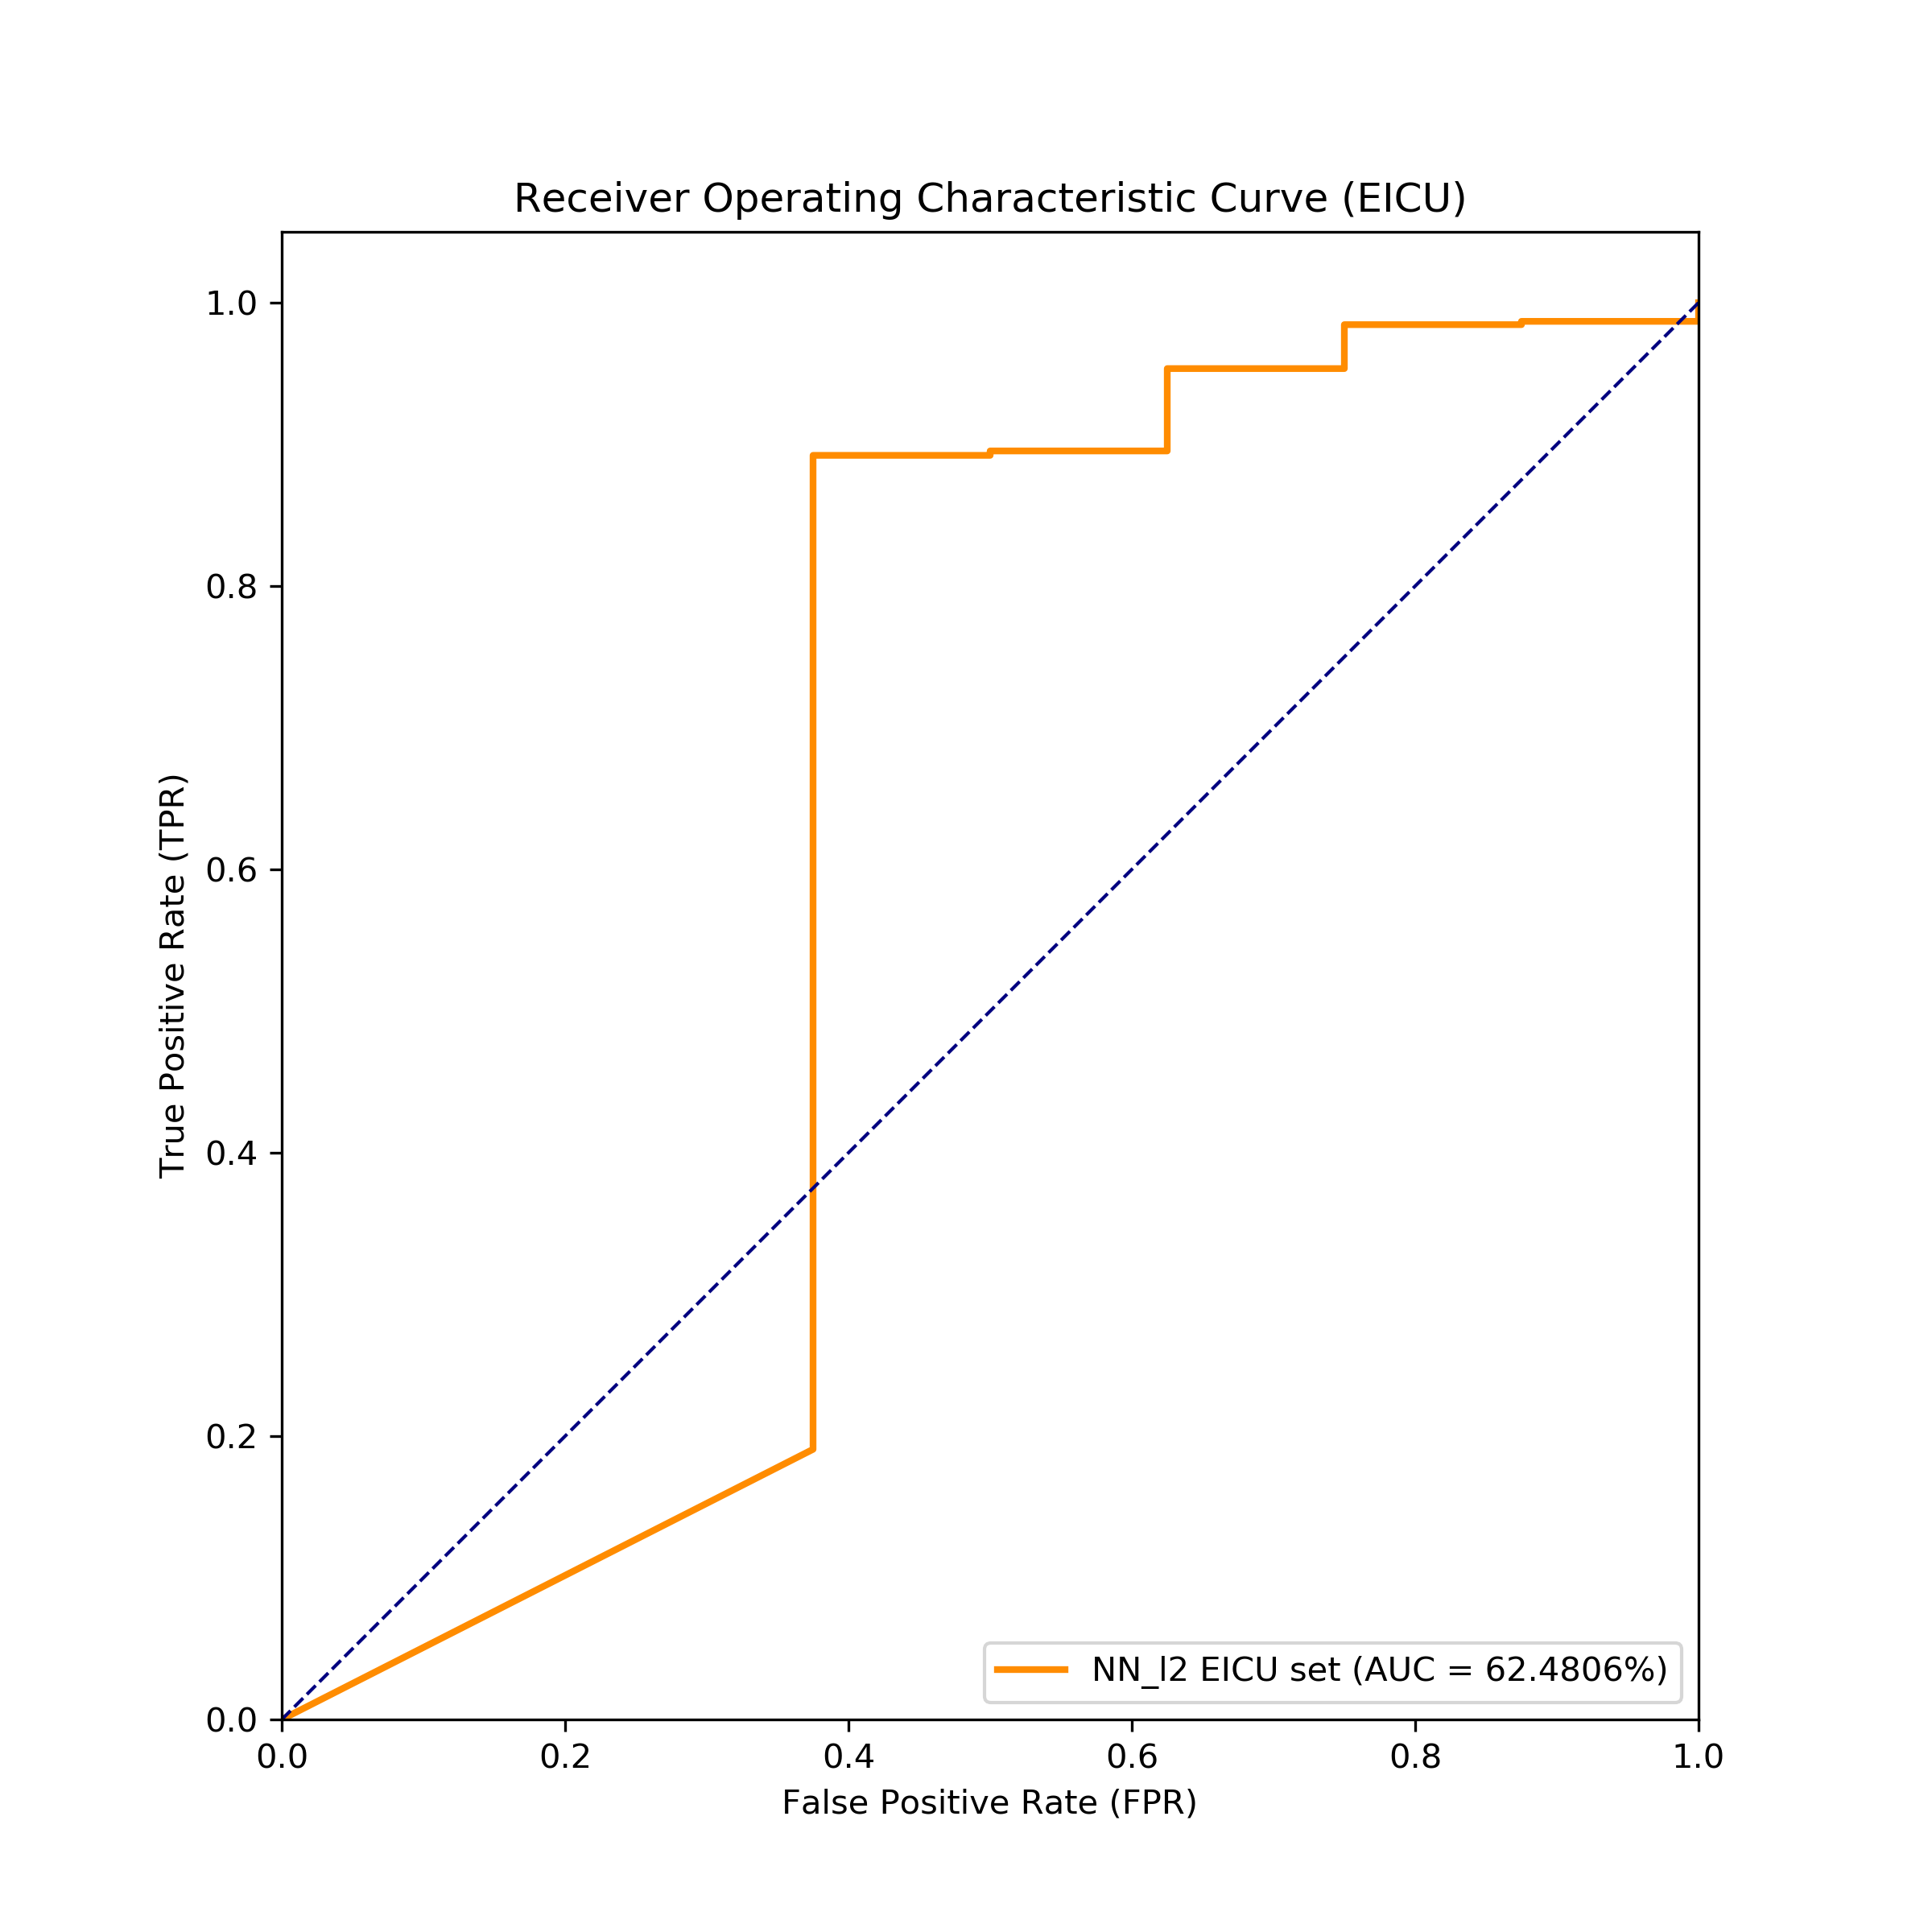 Receiver Operating Characteristic Curve (EICU)
1.0
0.8
0.6
0.4
0.2
0.0
True Positive Rate (TPR)
NN_l2 EICU set (AUC = 62.4806%)
0.0 0.2 0.4 0.6 0.8 1.0
False Positive Rate (FPR)